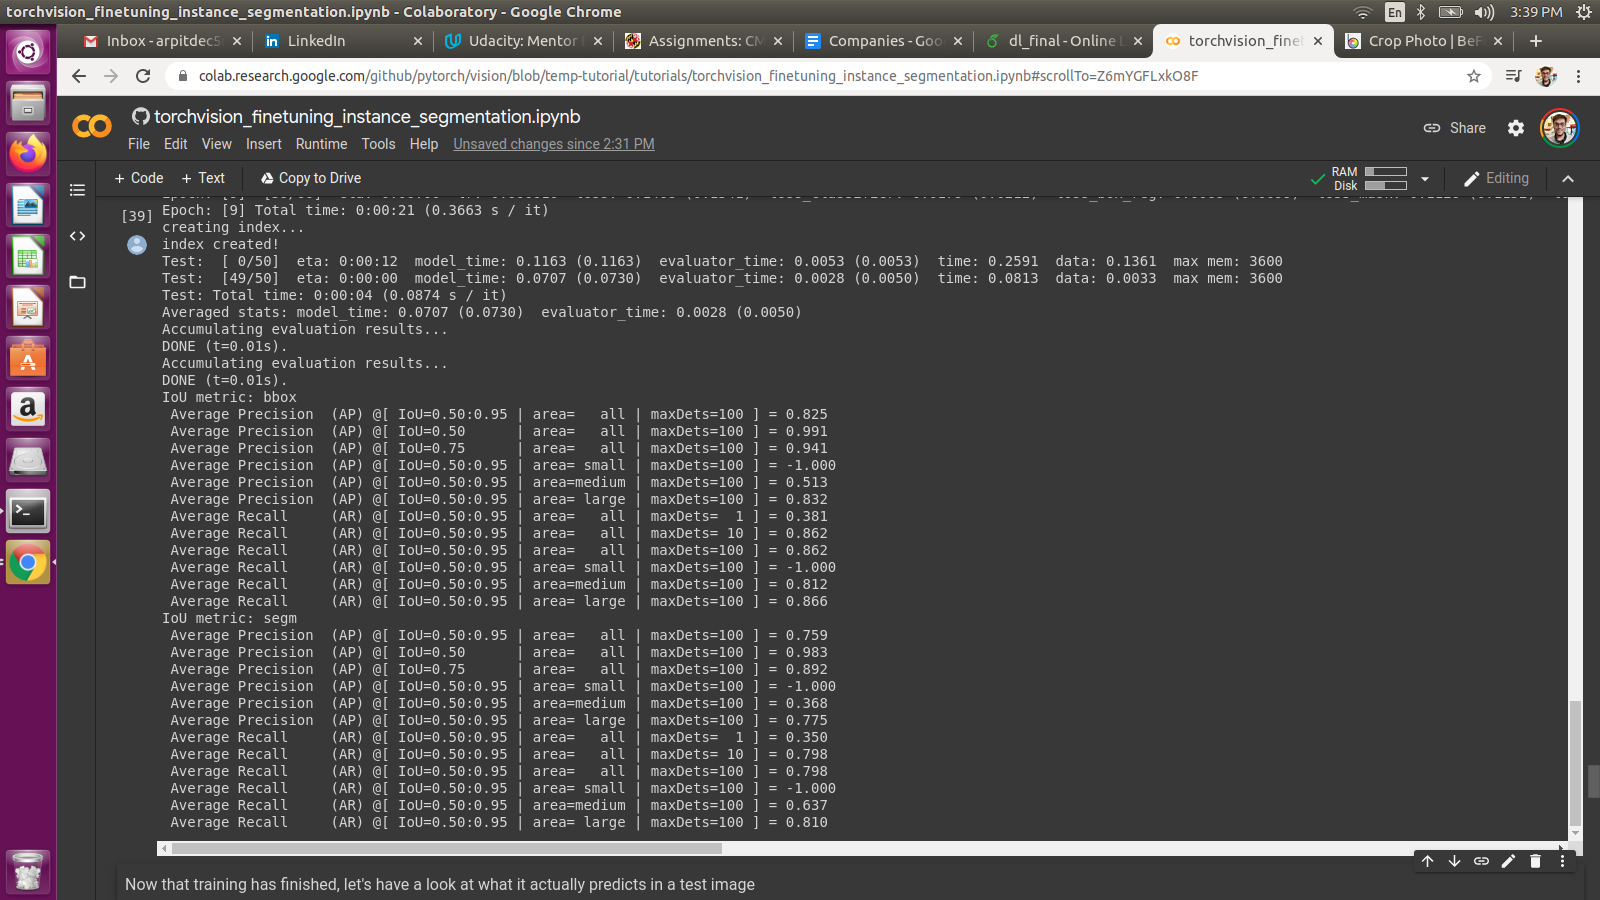 torchvision_finetuning_instance_segmentation.ipynb - Colaboratory - Google Chrome
En
3:39 PM
Inbox - arpitdec5
LinkedIn
Udacity: Mentor
Assignments: CM
Companies - Goo
dl_final - Online L
torchvision_fine
Crop Photo | BeF
colab.research.google.com/github/pytorch/vision/blob/temp-tutorial/tutorials/torchvision_finetuning_instance_segmentation.ipynb#scrollTo=Z6mYGFLxkO8F
torchvision_finetuning_instance_segmentation.ipynb
Share
File Edit View Insert Runtime Tools Help Unsaved changes since 2:31 PM
+ Code + Text Copy to Drive
RAM
Disk
Editing
[39]
Epoch: [9] Total time: 0:00:21 (0.3663 s / it)
creating index...
index created!
Test: [ 0/50] eta: 0:00:12 model_time: 0.1163 (0.1163) evaluator_time: 0.0053 (0.0053) time: 0.2591 data: 0.1361 max mem: 3600
Test: [49/50] eta: 0:00:00 model_time: 0.0707 (0.0730) evaluator_time: 0.0028 (0.0050) time: 0.0813 data: 0.0033 max mem: 3600
Test: Total time: 0:00:04 (0.0874 s / it)
Averaged stats: model_time: 0.0707 (0.0730) evaluator_time: 0.0028 (0.0050)
Accumulating evaluation results...
DONE (t=0.01s).
Accumulating evaluation results...
DONE (t=0.01s).
IoU metric: bbox
Average Precision (AP) @[ IoU=0.50:0.95 | area= all | maxDets=100 ] = 0.825
Average Precision (AP) @[ IoU=0.50 | area= all | maxDets=100 ] = 0.991
Average Precision (AP) @[ IoU=0.75 | area= all | maxDets=100 ] = 0.941
Average Precision (AP) @[ IoU=0.50:0.95 | area= small | maxDets=100 ] = -1.000
Average Precision (AP) @[ IoU=0.50:0.95 | area=medium | maxDets=100 ] = 0.513
Average Precision (AP) @[ IoU=0.50:0.95 | area= large | maxDets=100 ] = 0.832
Average Recall (AR) @[ IoU=0.50:0.95 | area= all | maxDets= 1 ] = 0.381
Average Recall (AR) @[ IoU=0.50:0.95 | area= all | maxDets= 10 ] = 0.862
Average Recall (AR) @[ IoU=0.50:0.95 | area= all | maxDets=100 ] = 0.862
Average Recall (AR) @[ IoU=0.50:0.95 | area= small | maxDets=100 ] = -1.000
Average Recall (AR) @[ IoU=0.50:0.95 | area=medium | maxDets=100 ] = 0.812
Average Recall (AR) @[ IoU=0.50:0.95 | area= large | maxDets=100 ] = 0.866
IoU metric: segm
Average Precision (AP) @[ IoU=0.50:0.95 | area= all | maxDets=100 ] = 0.759
Average Precision (AP) @[ IoU=0.50 | area= all | maxDets=100 ] = 0.983
Average Precision (AP) @[ IoU=0.75 | area= all | maxDets=100 ] = 0.892
Average Precision (AP) @[ IoU=0.50:0.95 | area= small | maxDets=100 ] = -1.000
Average Precision (AP) @[ IoU=0.50:0.95 | area=medium | maxDets=100 ] = 0.368
Average Precision (AP) @[ IoU=0.50:0.95 | area= large | maxDets=100 ] = 0.775
Average Recall (AR) @[ IoU=0.50:0.95 | area= all | maxDets= 1 ] = 0.350
Average Recall (AR) @[ IoU=0.50:0.95 | area= all | maxDets= 10 ] = 0.798
Average Recall (AR) @[ IoU=0.50:0.95 | area= all | maxDets=100 ] = 0.798
Average Recall (AR) @[ IoU=0.50:0.95 | area= small | maxDets=100 ] = -1.000
Average Recall (AR) @[ IoU=0.50:0.95 | area=medium | maxDets=100 ] = 0.637
Average Recall (AR) @[ IoU=0.50:0.95 | area= large | maxDets=100 ] = 0.810
Now that training has finished, let's have a look at what it actually predicts in a test image